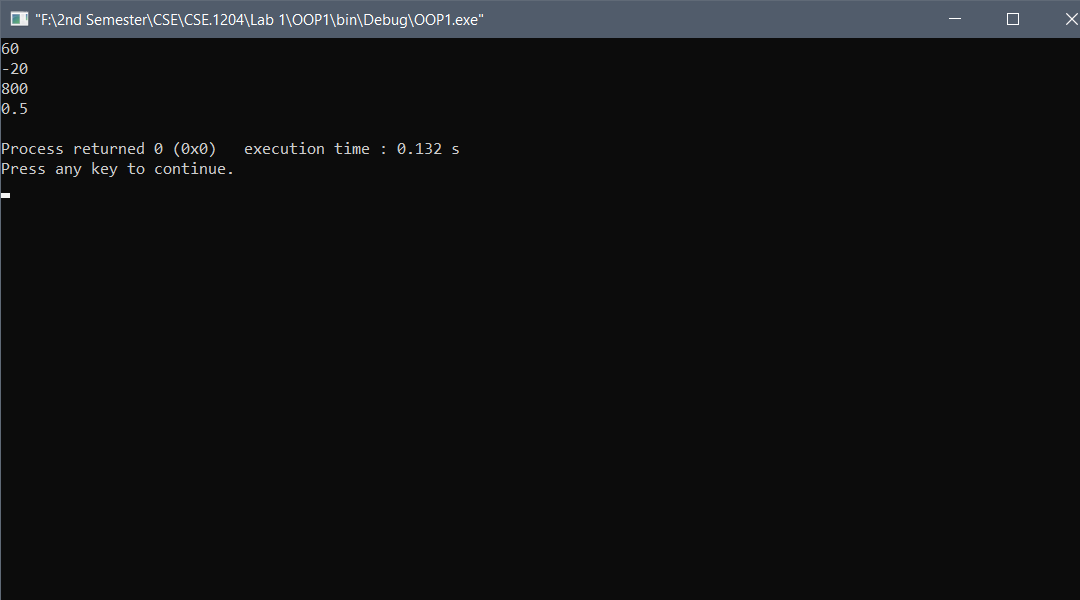 "F:\2nd Semester\CSE\CSE.1204\Lab 1\OOP1\bin\Debug\OOP1.exe"
60
-20
800
0.5
Process returned 0 (0x0)   execution time : 0.132 s
Press any key to continue.